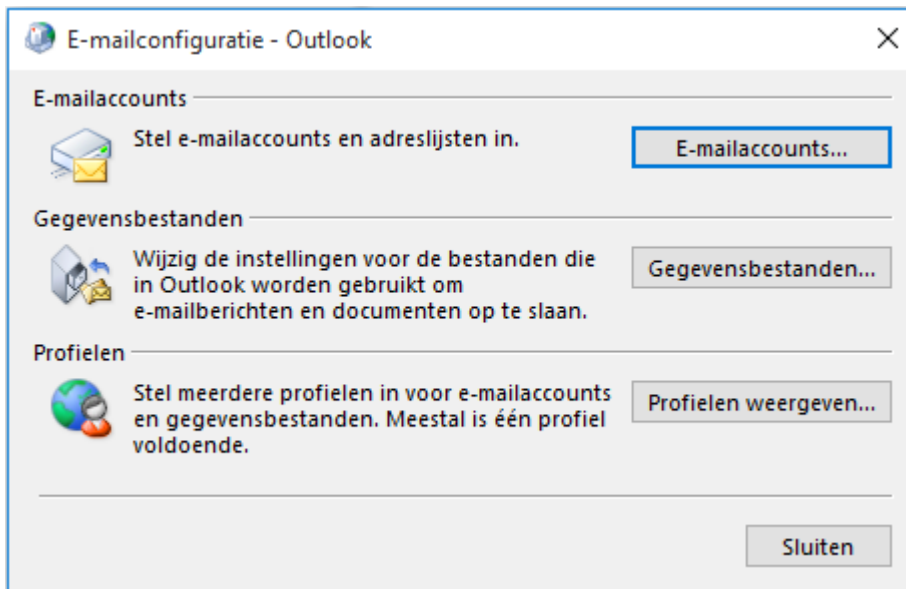 E-mailconfiguratie - Outlook
E-mailaccounts
Stel e-mailaccounts en adreslijsten in.
E-mailaccounts...
Gegevensbestanden
Wijzig de instellingen voor de bestanden die
in Outlook worden gebruikt om
e-mailberichten en documenten op te slaan.
Gegevensbestanden...
Profielen
Stel meerdere profielen in voor e-mailaccounts
en gegevensbestanden. Meestal is één profiel
voldoende.
Profielen weergeven...
Sluiten